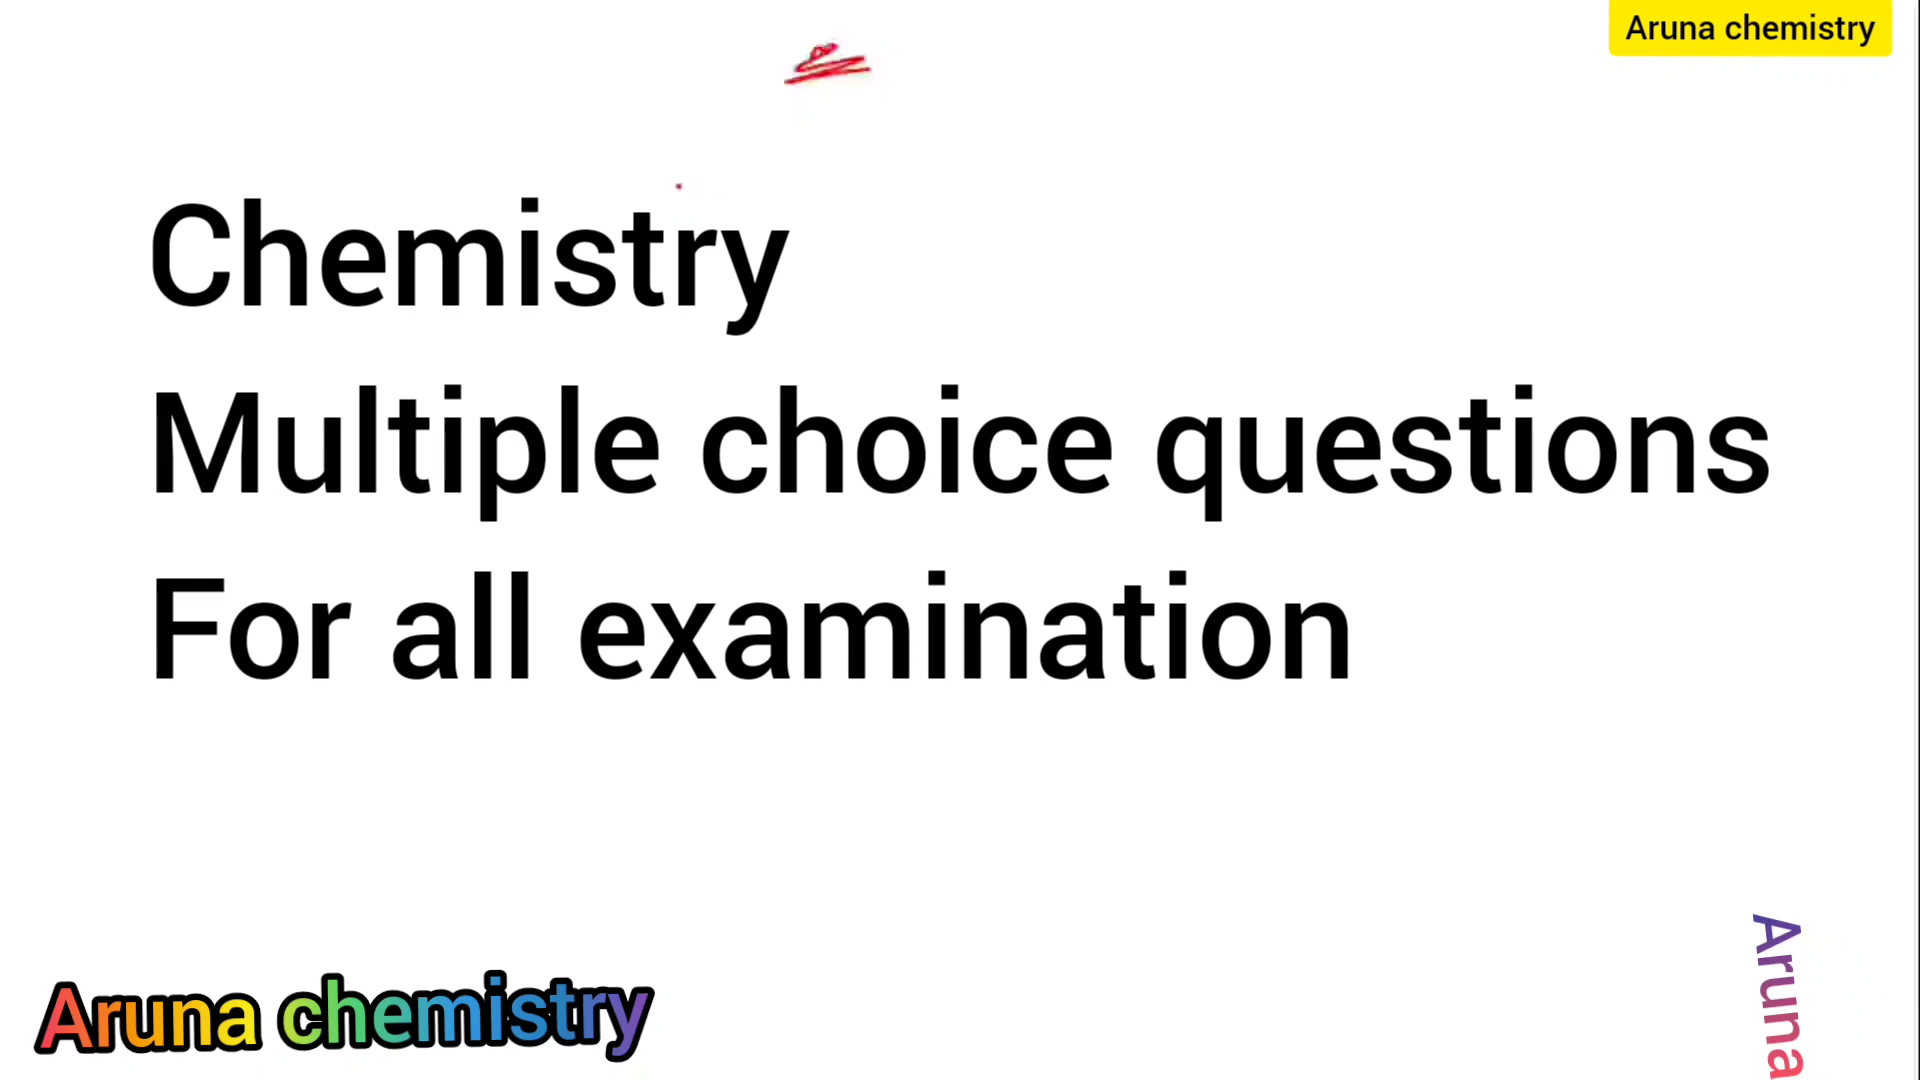 Aruna chemistry
Chemistry
Multiple choice questions
For all examination
Aruna chemistry
Aruna